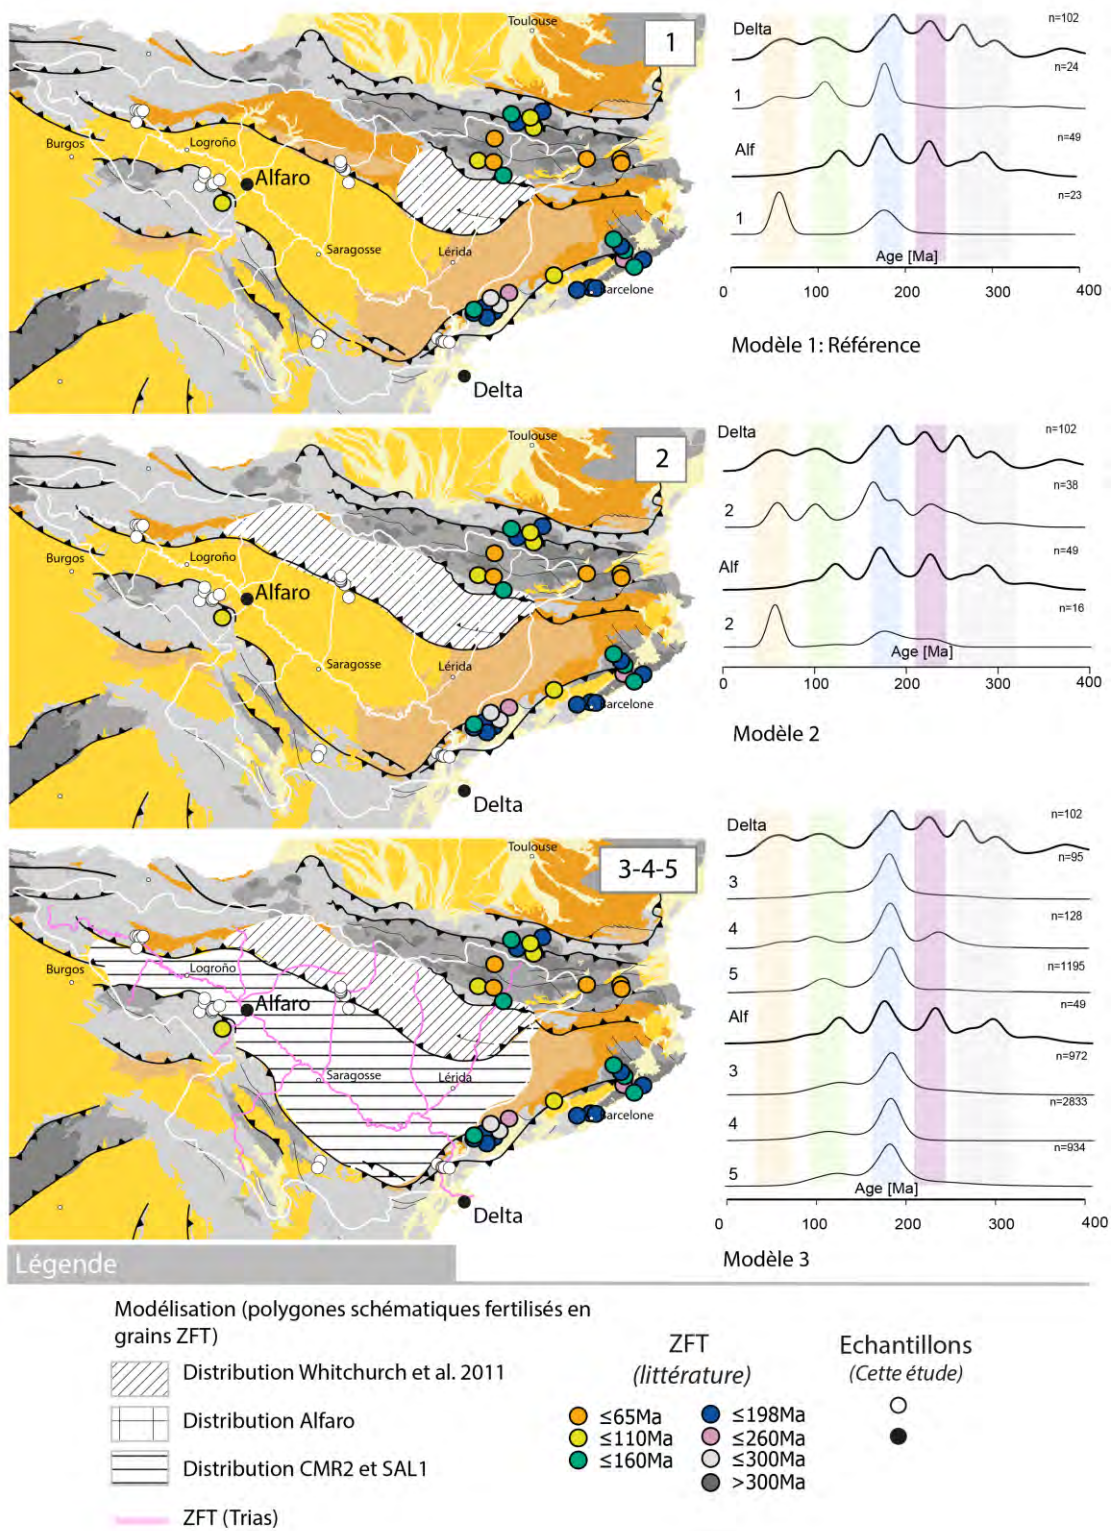 Toulouse
1
Burgos
Logroño
Alfaro
Saragosse
Lérida
Barcelone
Delta
Delta
n=102
n=24
1
Alf
n=49
1
n=23
Age [Ma]
0
100
200
300
400
Modèle 1: Référence
Toulouse
2
Burgos
Logroño
Alfaro
Saragosse
Lérida
Barcelone
Delta
Delta
n=102
n=38
2
Alf
n=49
2
n=16
Age [Ma]
0
100
200
300
400
Modèle 2
Toulouse
3-4-5
Burgos
Logroño
Alfaro
Saragosse
Lérida
Barcelone
Delta
Delta
n=102
n=95
3
4
n=128
5
n=1195
Alf
n=49
3
n=972
4
n=2833
5
n=934
Age [Ma]
0
100
200
300
400
Modèle 3
Légende
Modélisation (polygones schématiques fertilisés en
grains ZFT)
Distribution Whitchurch et al. 2011
Distribution Alfaro
Distribution CMR2 et SAL1
ZFT (Trias)
ZFT
(littérature)
≤65Ma
≤110Ma
≤160Ma
≤198Ma
≤260Ma
≤300Ma
>300Ma
Echantillons
(Cette étude)